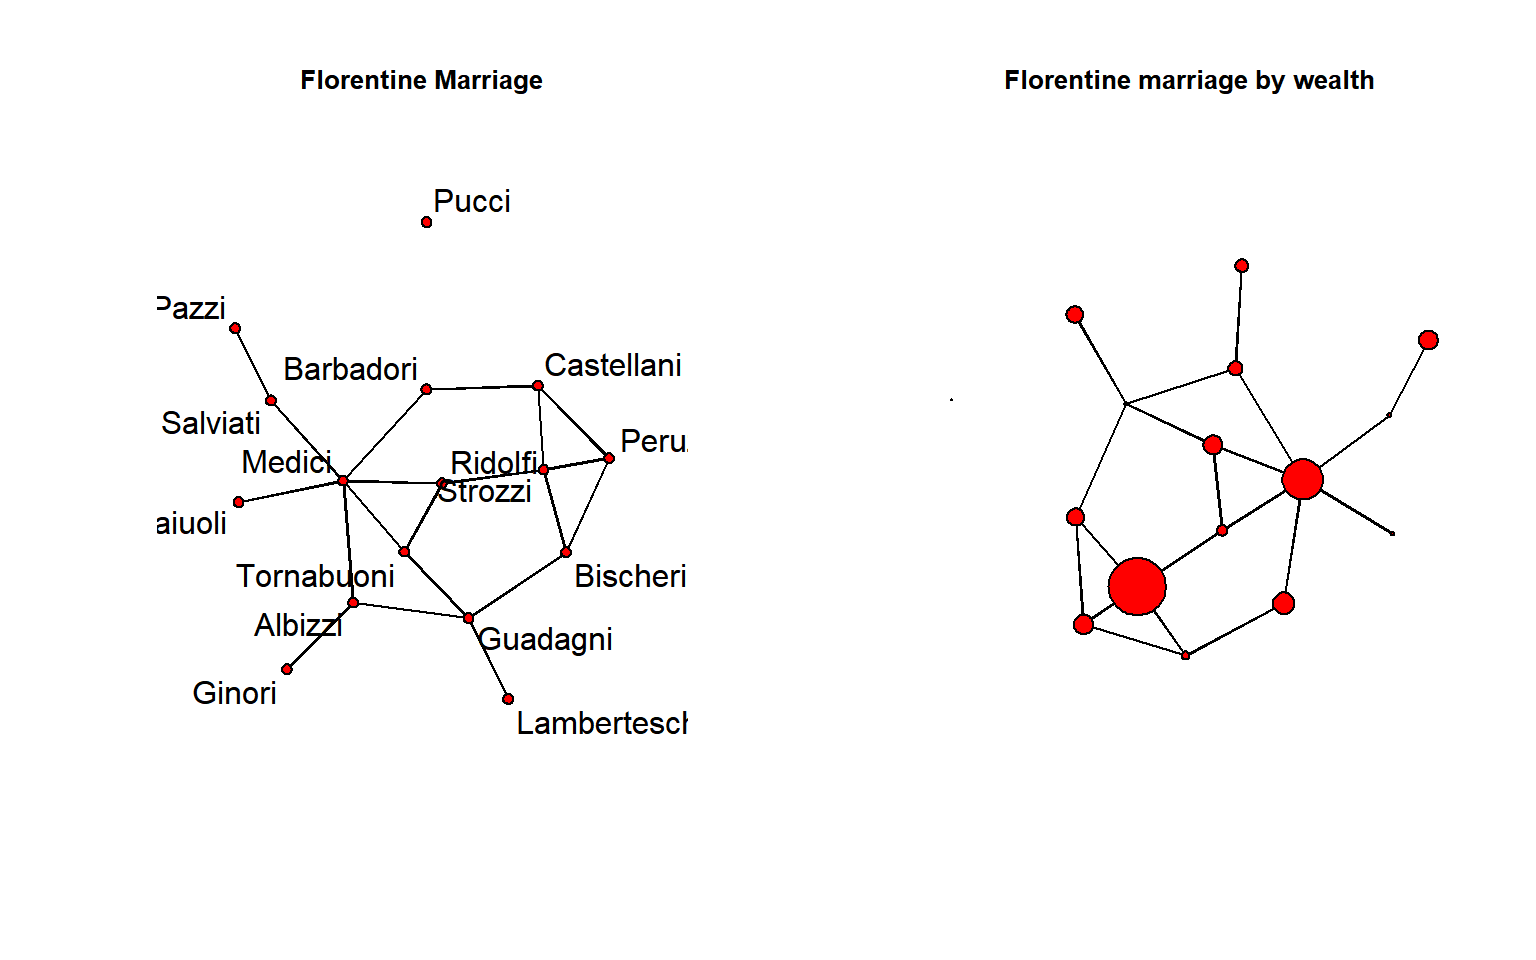 Florentine Marriage
Florentine marriage by wealth
Pucci
Pazzi
Barbadori
Castellani
Salviati
Peru
Medici
Ridolfi
Strozzi
aiuoli
Tornabuoni
Bischeri
Albizzi
Guadagni
Ginori
Lambertesch